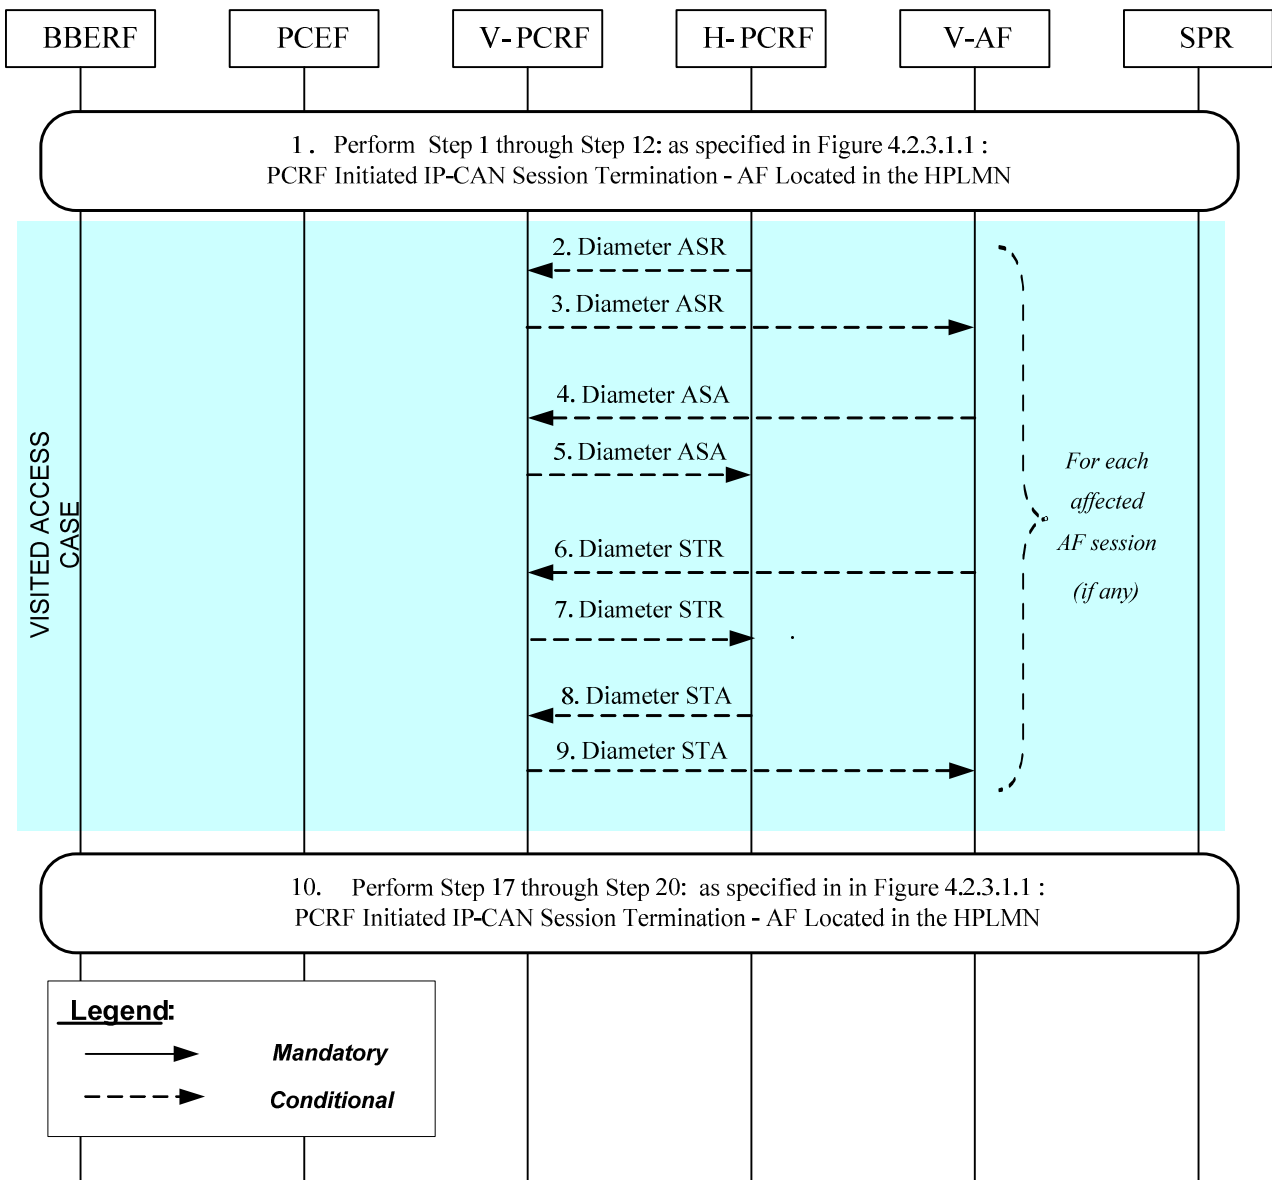 BBERF
PCEF
V-PCRF
H-PCRF
V-AF
SPR
1. Perform Step 1 through Step 12: as specified in Figure 4.2.3.1.1 :
PCRF Initiated IP-CAN Session Termination - AF Located in the HPLMN
VISITED ACCESS
CASE
2. Diameter ASR
3. Diameter ASR
4. Diameter ASA
5. Diameter ASA
6. Diameter STR
7. Diameter STR
8. Diameter STA
9. Diameter STA
For each
affected
AF session
(if any)
10. Perform Step 17 through Step 20: as specified in in Figure 4.2.3.1.1 :
PCRF Initiated IP-CAN Session Termination - AF Located in the HPLMN
Legend:
Mandatory
Conditional